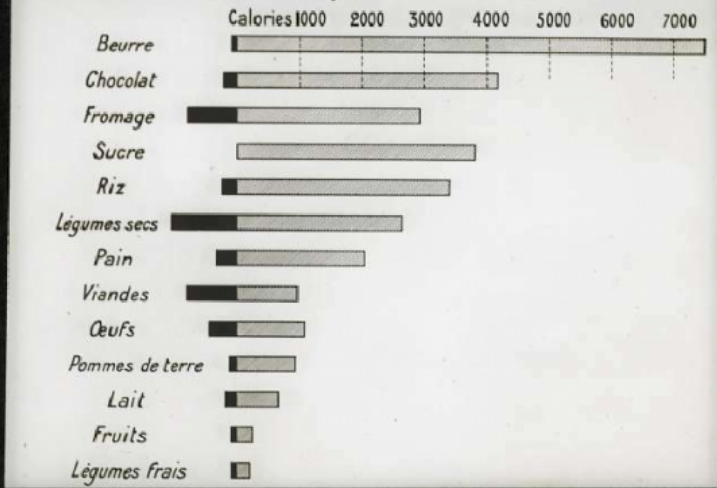 Calories 1000 2000 3000 4000 5000 6000 7000
Beurre
Chocolat
Fromage
Sucre
Riz
Légumes secs
Pain
Viandes
Œufs
Pommes de terre
Lait
Fruits
Légumes frais